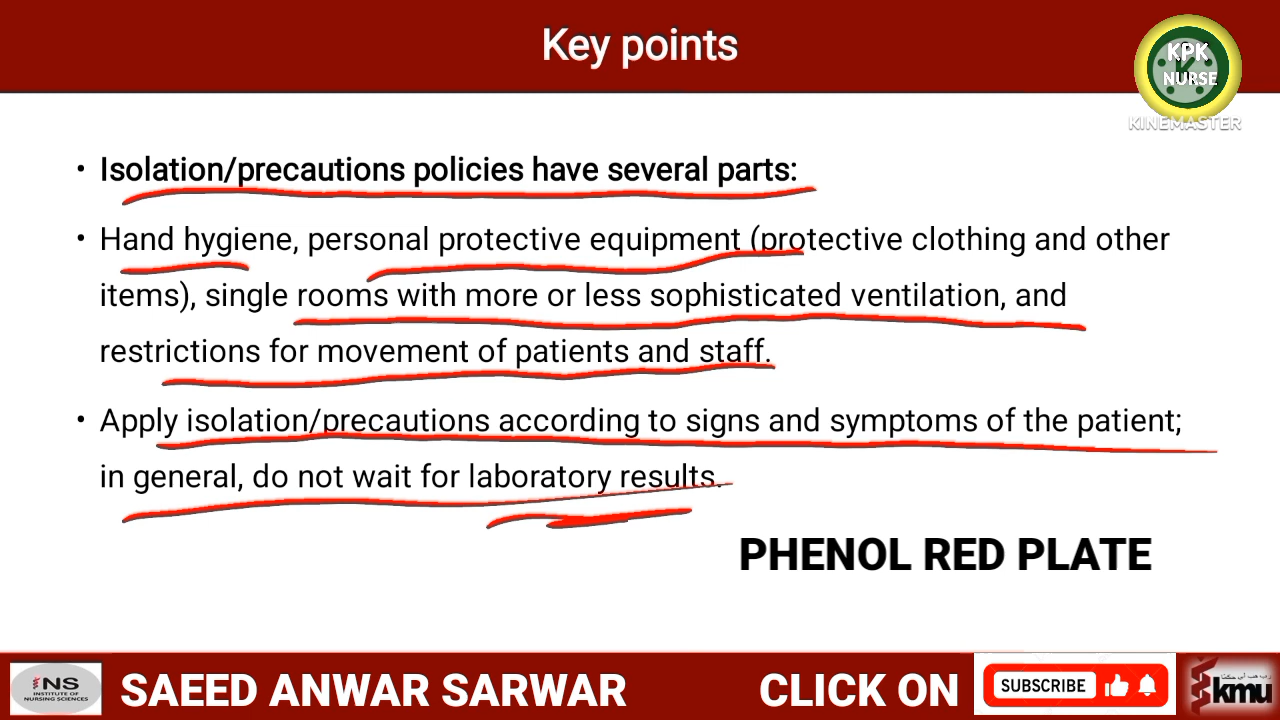 Key points
KPK
NURSE
KINEMASTER
• Isolation/precautions policies have several parts:
• Hand hygiene, personal protective equipment (protective clothing and other
items), single rooms with more or less sophisticated ventilation, and
restrictions for movement of patients and staff.
• Apply isolation/precautions according to signs and symptoms of the patient;
in general, do not wait for laboratory results.
PHENOL RED PLATE
iNS
INSTITUTE OF
NURSING SCIENCES
SAEED ANWAR SARWAR
CLICK ON
SUBSCRIBE
kmu